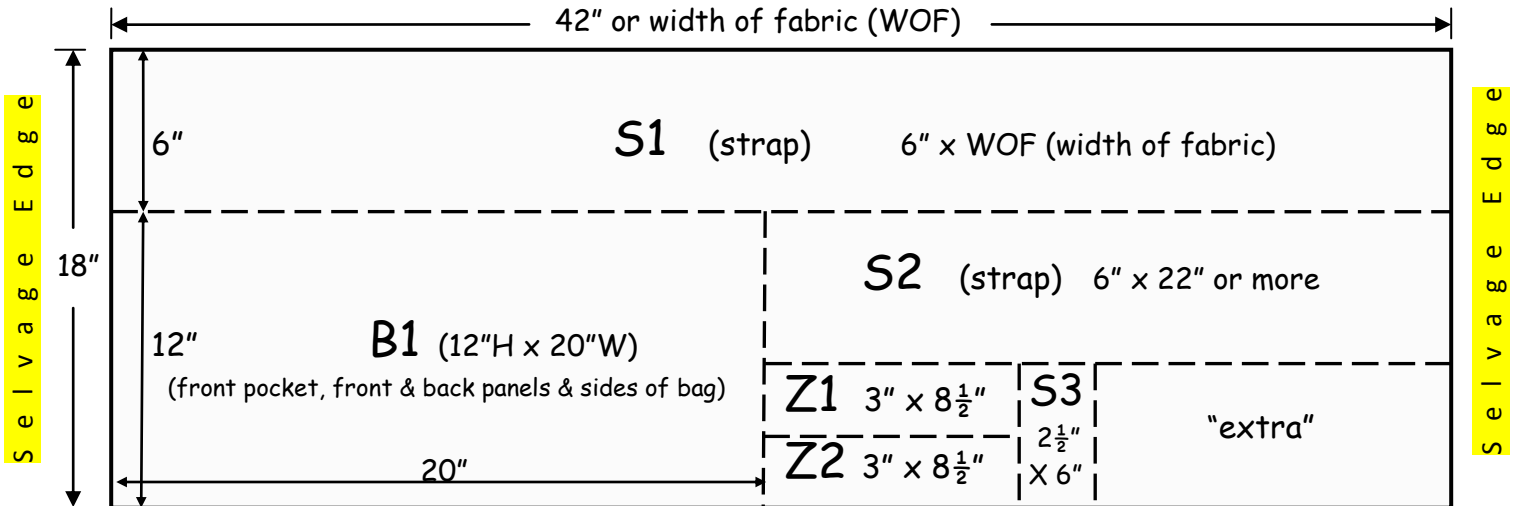 42” or width of fabric (WOF)
Selvage Edge
Selvage Edge
6”
S1 (strap) 6” x WOF (width of fabric)
18”
S2 (strap) 6” x 22” or more
12”
B1 (12”H x 20”W)
(front pocket, front & back panels & sides of bag)
Z1 3” x 8½”
S3
2½”
X 6”
“extra”
Z2 3” x 8½”
20”